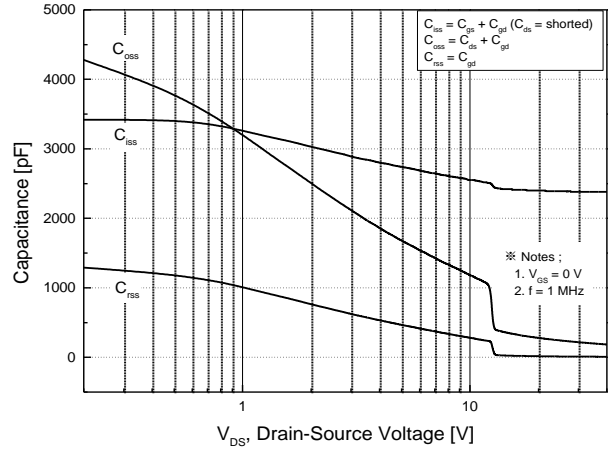 C_iss = C_gs + C_gd (C_ds = shorted)
C_oss = C_ds + C_gd
C_rss = C_gd
C_oss
C_iss
C_rss
※ Notes ;
1. V_GS = 0 V
2. f = 1 MHz
5000
4000
3000
2000
1000
0
Capacitance [pF]
1
10
V_DS, Drain-Source Voltage [V]